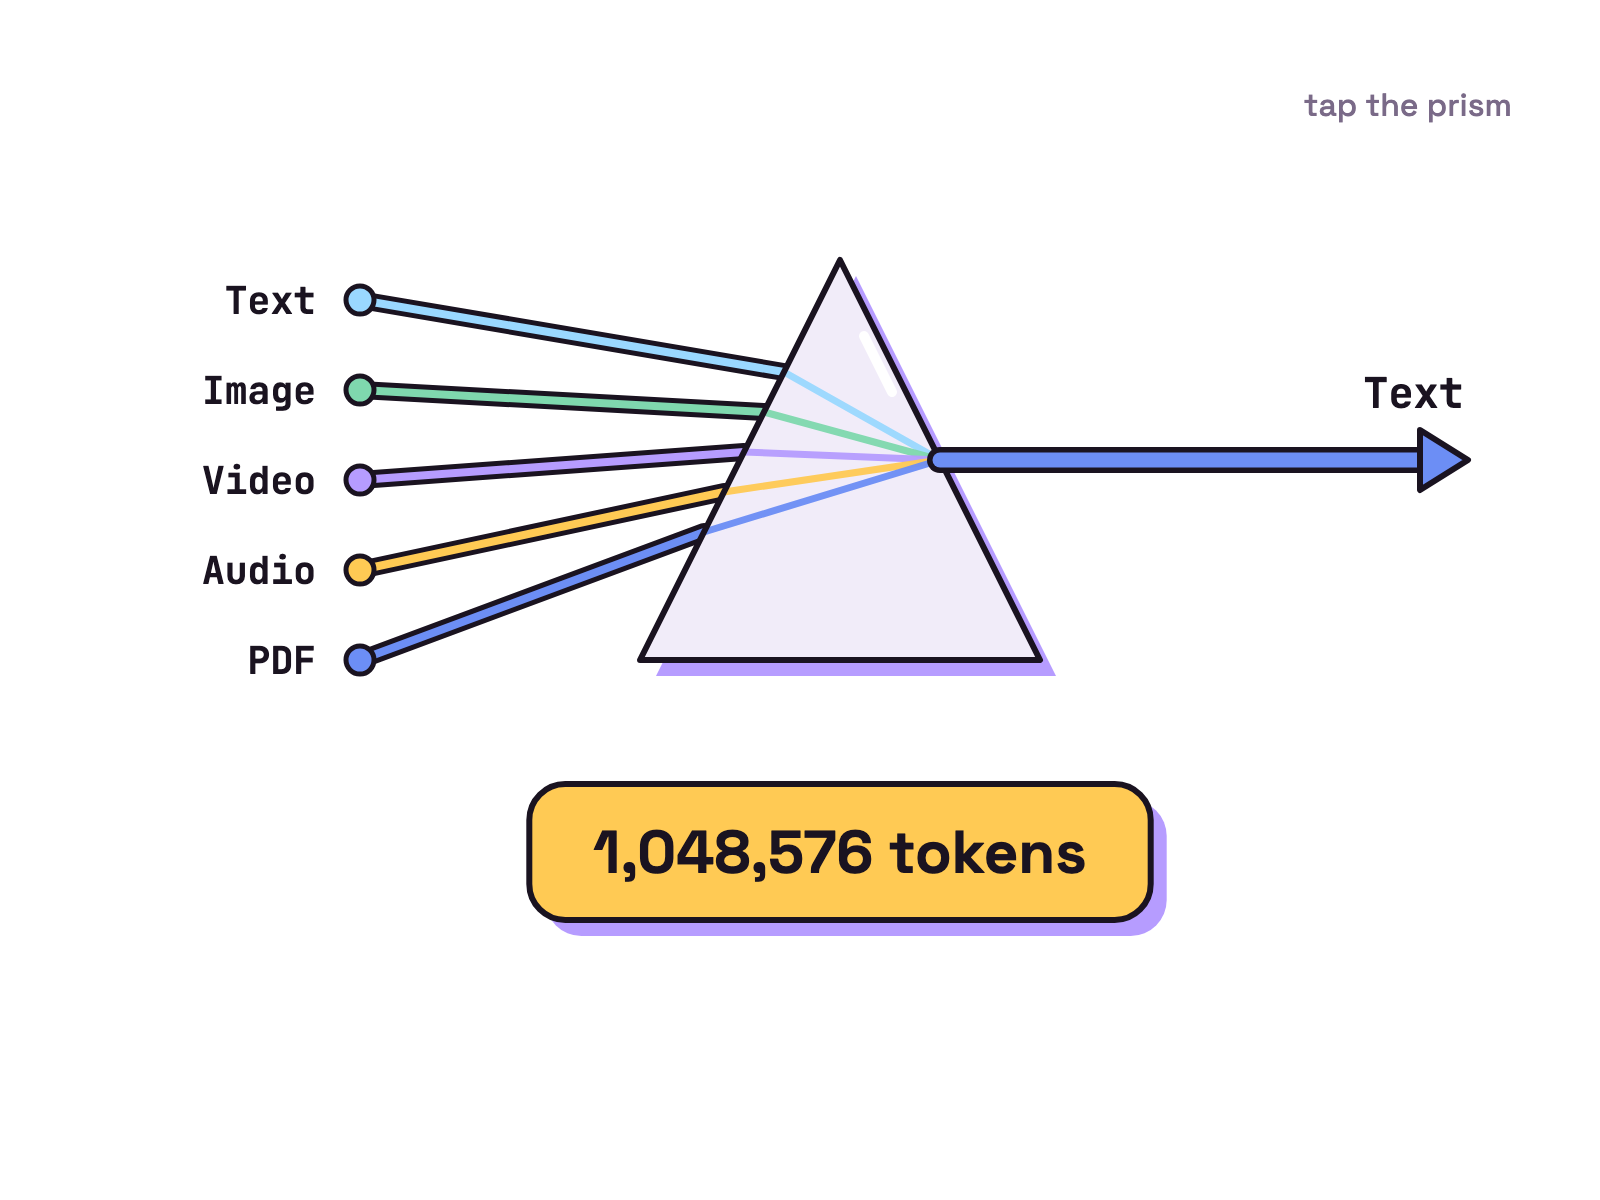 tap the prism
Text
Image
Video
Audio
PDF
Text
1,048,576 tokens